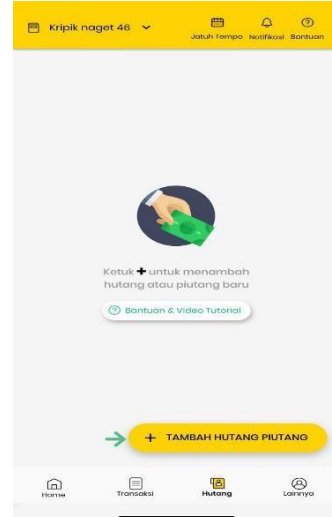 Kripik naget 46
Jatuh Tempo Notifikasi Bantuan
Ketuk + untuk menambah
hutang atau piutang baru
Bantuan & Video Tutorial
+ TAMBAH HUTANG PIUTANG
Home Transaksi Hutang Lainnya